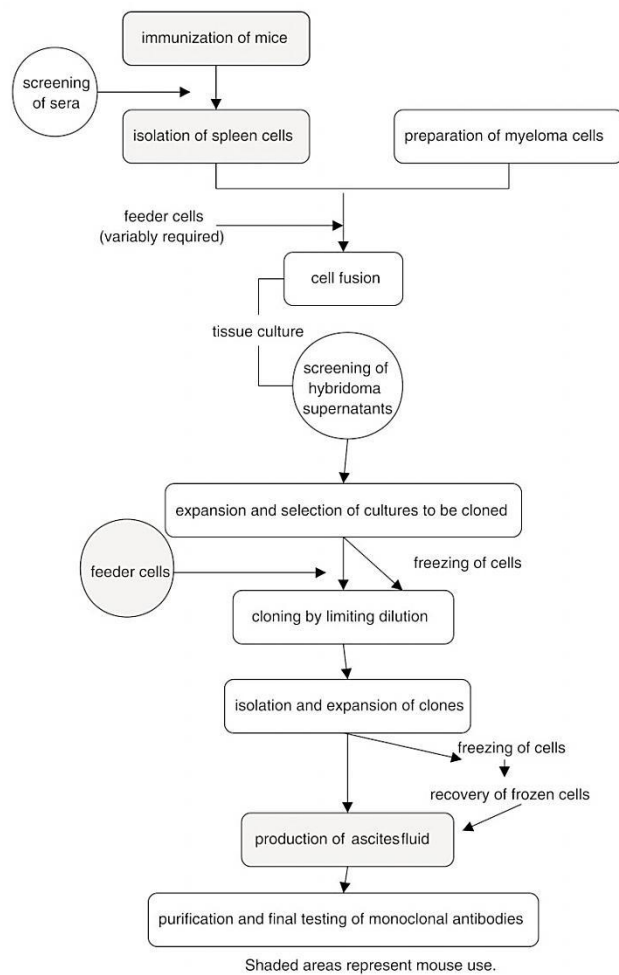 immunization of mice
screening
of sera
isolation of spleen cells
preparation of myeloma cells
feeder cells
(variably required)
cell fusion
tissue culture
screening of
hybridoma
supernatants
expansion and selection of cultures to be cloned
feeder cells
freezing of cells
cloning by limiting dilution
isolation and expansion of clones
freezing of cells
recovery of frozen cells
production of ascitesfluid
purification and final testing of monoclonal antibodies
Shaded areas represent mouse use.